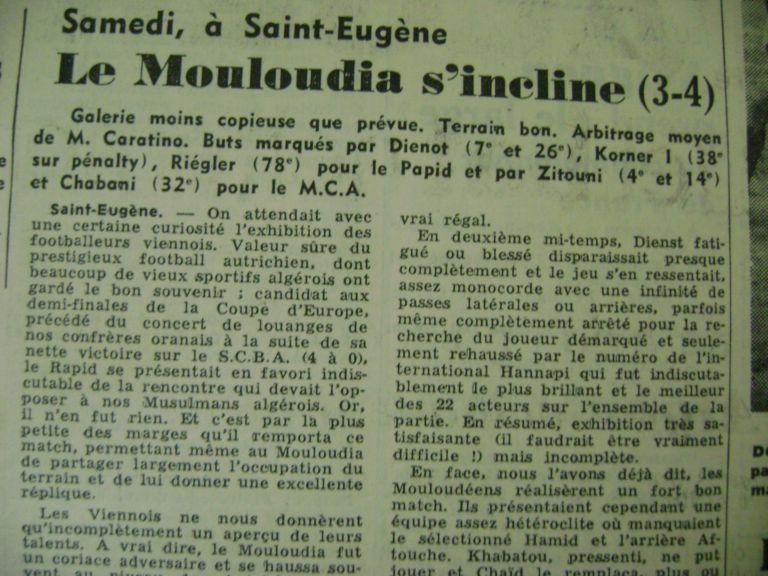 Samedi, à Saint-Eugène
Le Mouloudia s'incline (3-4)
Galerie moins copieuse que prévue. Terrain bon. Arbitrage moyen
de M. Caratino. Buts marqués par Dienot (7e et 26e), Korner I (38e
sur pénalty), Riégler (78e) pour le Papid et par Zitouni (4e et 14e)
et Chabani (32e) pour le M.C.A.
Saint-Eugène. — On attendait avec
une certaine curiosité l'exhibition des
footballeurs viennois. Valeur sûre du
prestigieux football autrichien, dont
beaucoup de vieux sportifs algérois ont
gardé le bon souvenir ; candidat aux
demi-finales de la Coupe d'Europe,
précédé du concert de louanges de
nos confrères oranais à la suite de sa
nette victoire sur le S.C.B.A. (4 à 0),
le Rapid se présentait en favori indis-
cutable de la rencontre qui devait l'op-
poser à nos Musulmans algérois. Or,
il n'en fut rien. Et c'est par la plus
petite des marges qu'il remporta ce
match, permettant même au Mouloudia
de partager largement l'occupation du
terrain et de lui donner une excellente
réplique.
Les Viennois ne nous donnèrent
qu'incomplètement un aperçu de leurs
talents. A vrai dire, le Mouloudia fut
un coriace adversaire et se haussa sou-
vent au
vrai régal.
En deuxième mi-temps, Dienst fati-
gué ou blessé disparaissait presque
complètement et le jeu s'en ressentait,
assez monocorde avec une infinité de
passes latérales ou arrières, parfois
même complètement arrêté pour la re-
cherche du joueur démarqué et seule-
ment rehaussé par le numéro de l'in-
ternational Hannapi qui fut indiscuta-
blement le plus brillant et le meilleur
des 22 acteurs sur l'ensemble de la
partie. En résumé, exhibition très sa-
tisfaisante (il faudrait être vraiment
difficile !) mais incomplète.
En face, nous l'avons déjà dit, les
Mouloudéens réalisèrent un fort bon
match. Ils présentaient cependant une
équipe assez hétéroclite où manquaient
le sélectionné Hamid et l'arrière Af-
touche. Khabatou, pressenti, ne put
jouer et Chaïd le remplaça, plus ou